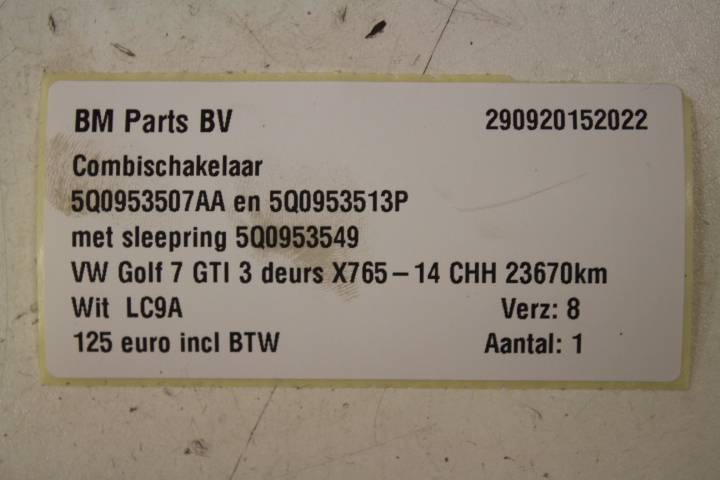 BM Parts BV 290920152022
Combischakelaar
5Q0953507AA en 5Q0953513P
met sleepring 5Q0953549
VW Golf 7 GTI 3 deurs X765-14 CHH 23670km
Wit LC9A Verz: 8
125 euro incl BTW Aantal: 1